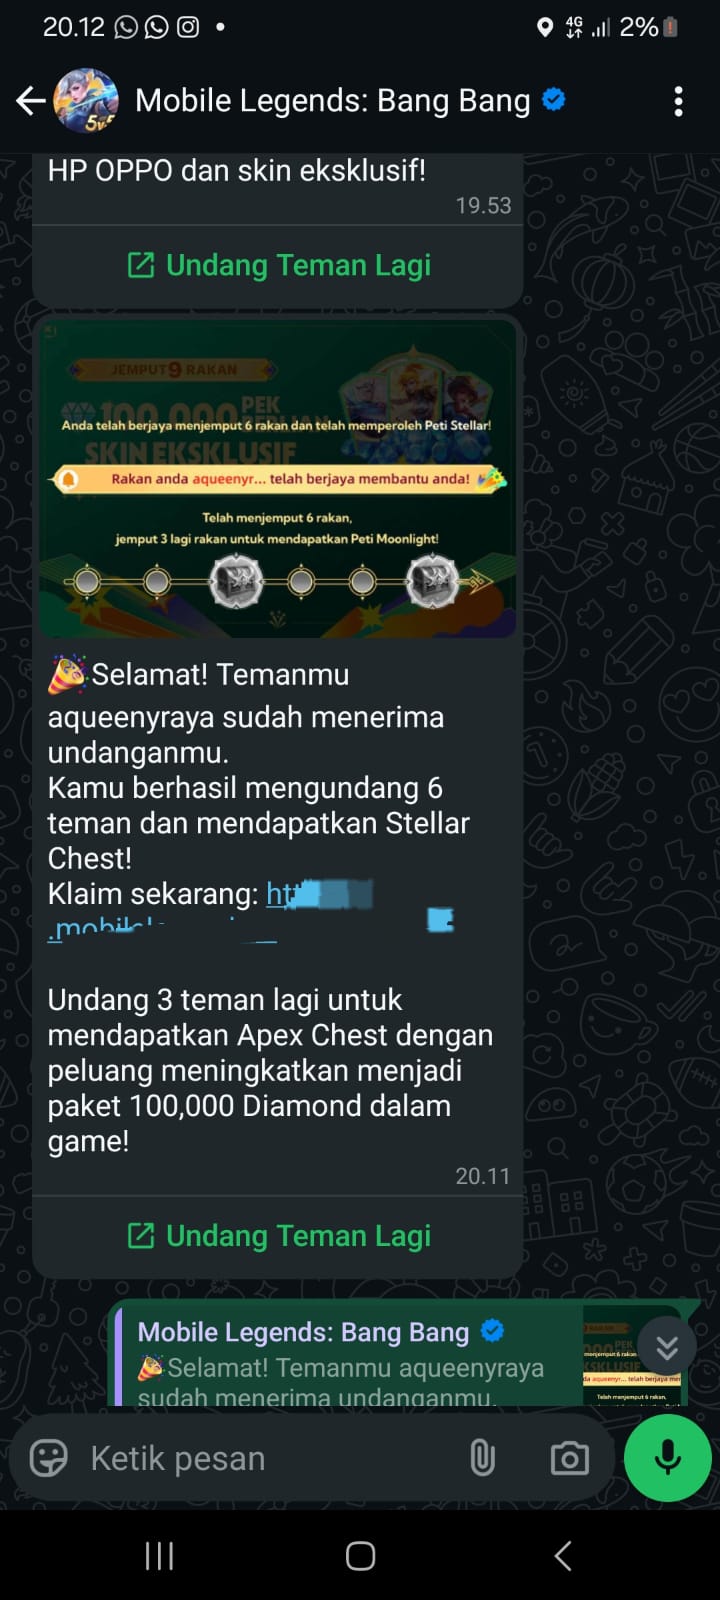 20.12
4G
2%
Mobile Legends: Bang Bang
HP OPPO dan skin eksklusif!
19.53
Undang Teman Lagi
JEMPUT 9 RAKAN
100,000 PEK
Anda telah berjaya menjemput 6 rakan dan telah memperoleh Peti Stellar!
SKIN EKSKLUSIF
Rakan anda aqueenyr... telah berjaya membantu anda!
Telah menjemput 6 rakan,
jemput 3 lagi rakan untuk mendapatkan Peti Moonlight!
🎉Selamat! Temanmu
aqueenyraya sudah menerima
undanganmu.
Kamu berhasil mengundang 6
teman dan mendapatkan Stellar
Chest!
Klaim sekarang:
Undang 3 teman lagi untuk
mendapatkan Apex Chest dengan
peluang meningkatkan menjadi
paket 100,000 Diamond dalam
game!
20.11
Undang Teman Lagi
Mobile Legends: Bang Bang
🎉Selamat! Temanmu aqueenyraya
sudah menerima undanganmu.
Ketik pesan